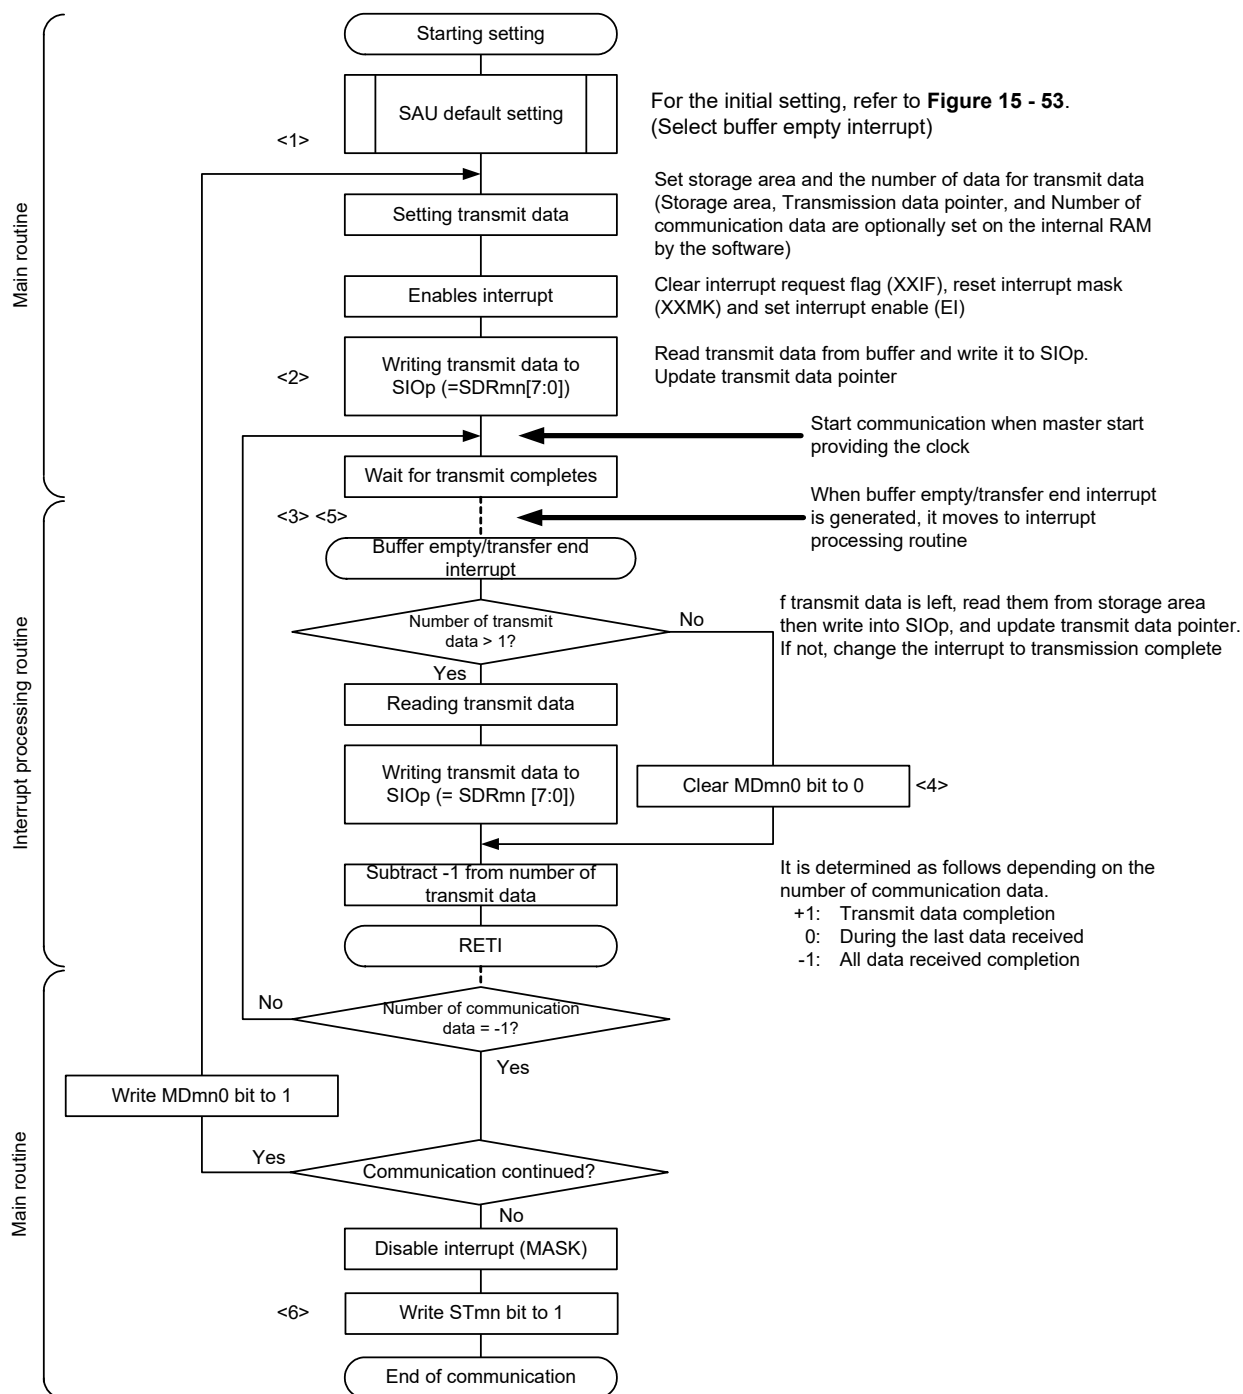 Starting setting
SAU default setting
For the initial setting, refer to Figure 15 - 53.
(Select buffer empty interrupt)
<1>
Setting transmit data
Set storage area and the number of data for transmit data
(Storage area, Transmission data pointer, and Number of
communication data are optionally set on the internal RAM
by the software)
Main routine
Enables interrupt
Clear interrupt request flag (XXIF), reset interrupt mask
(XXMK) and set interrupt enable (EI)
<2>
Writing transmit data to
SIOp (=SDRmn[7:0])
Read transmit data from buffer and write it to SIOp.
Update transmit data pointer
Start communication when master start
providing the clock
Wait for transmit completes
<3> <5>
When buffer empty/transfer end interrupt
is generated, it moves to interrupt
processing routine
Buffer empty/transfer end
interrupt
Number of transmit
data > 1?
No
Yes
f transmit data is left, read them from storage area
then write into SIOp, and update transmit data pointer.
If not, change the interrupt to transmission complete
Reading transmit data
Interrupt processing routine
Writing transmit data to
SIOp (= SDRmn [7:0])
Clear MDmn0 bit to 0
<4>
Subtract -1 from number of
transmit data
It is determined as follows depending on the
number of communication data.
+1: Transmit data completion
0: During the last data received
-1: All data received completion
RETI
No
Number of communication
data = -1?
Yes
Write MDmn0 bit to 1
Main routine
Yes
Communication continued?
No
Disable interrupt (MASK)
<6>
Write STmn bit to 1
End of communication